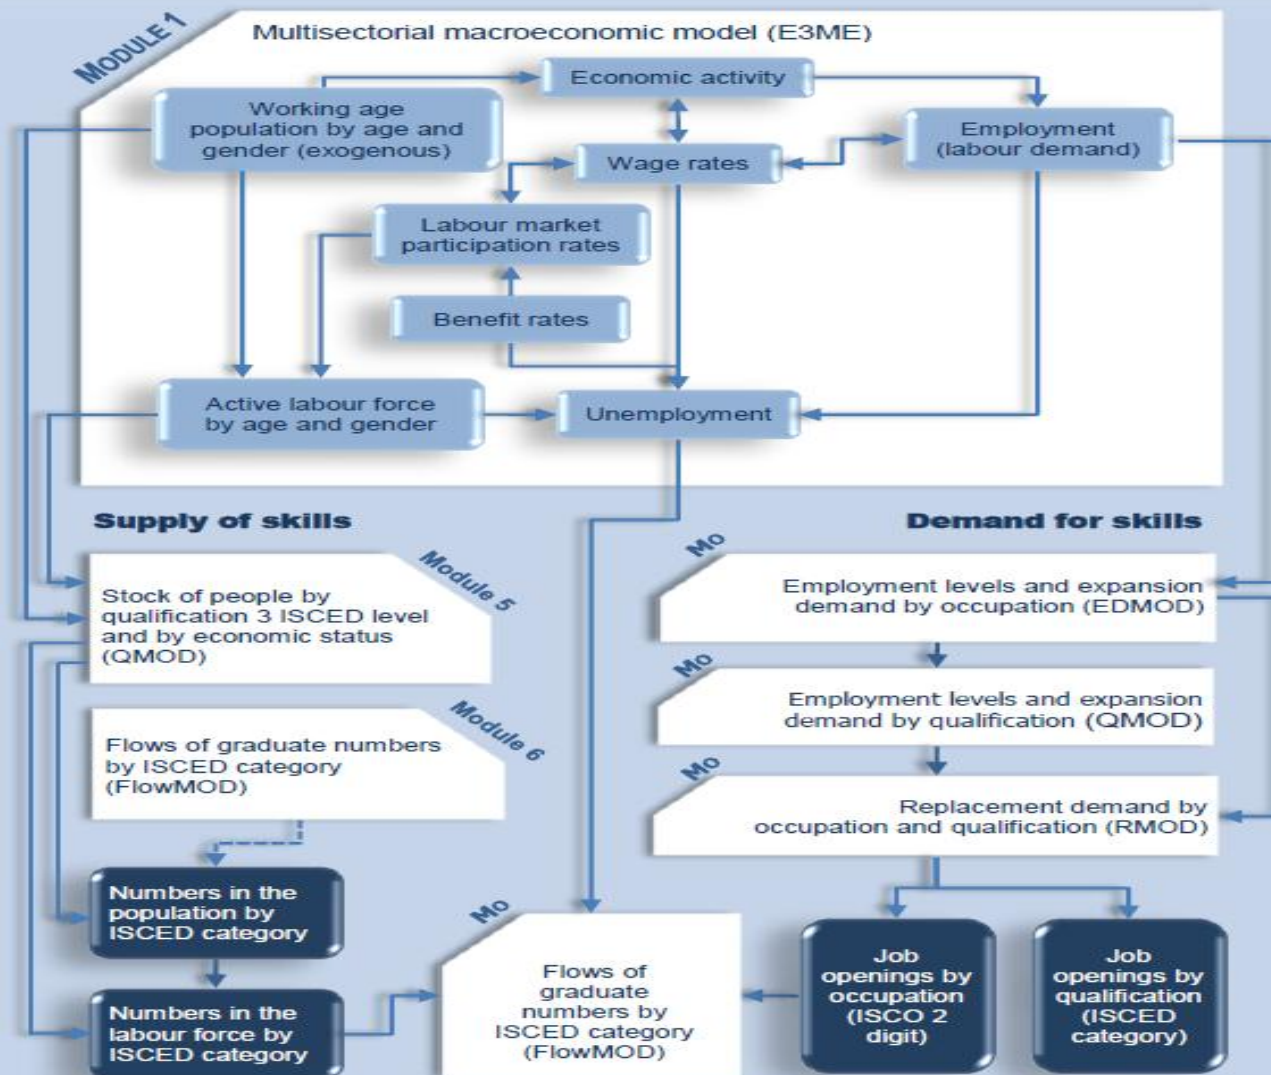 MODULE 1
Multisectorial macroeconomic model (E3ME)
Economic activity
Working age
population by age and
gender (exogenous)
Employment
(labour demand)
Wage rates
Labour market
participation rates
Benefit rates
Active labour force
by age and gender
Unemployment
Supply of skills
Demand for skills
Module 5
Stock of people by
qualification 3 ISCED level
and by economic status
(QMOD)
Module 6
Flows of graduate numbers
by ISCED category
(FlowMOD)
Numbers in the
population by
ISCED category
Numbers in the
labour force by
ISCED category
Mo
Employment levels and expansion
demand by occupation (EDMOD)
Mo
Employment levels and expansion
demand by qualification (QMOD)
Mo
Replacement demand by
occupation and qualification (RMOD)
Mo
Flows of
graduate
numbers by
ISCED category
(FlowMOD)
Job
openings by
occupation
(ISCO 2
digit)
Job
openings by
qualification
(ISCED
category)